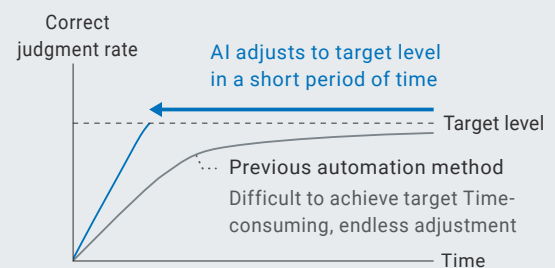 Correct
judgment rate
AI adjusts to target level
in a short period of time
Target level
Previous automation method
Difficult to achieve target Time-
consuming, endless adjustment
Time